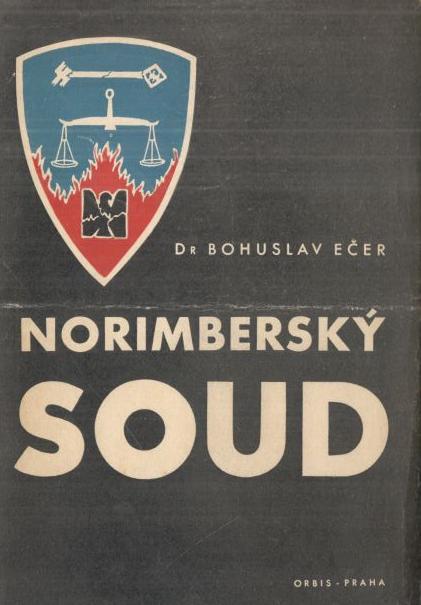 Dr BOHUSLAV EČER
NORIMBERSKÝ
SOUD
ORBIS - PRAHA